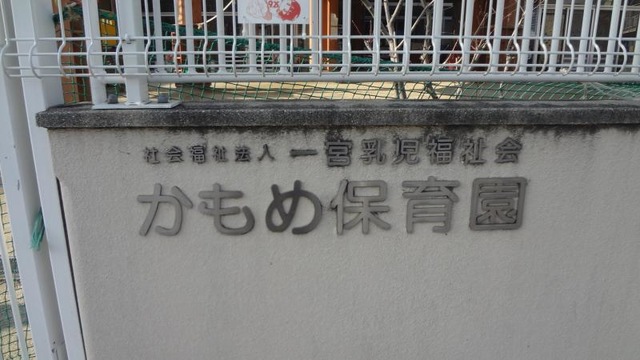 社会福祉法人 一宮乳児福祉会
かもめ保育園